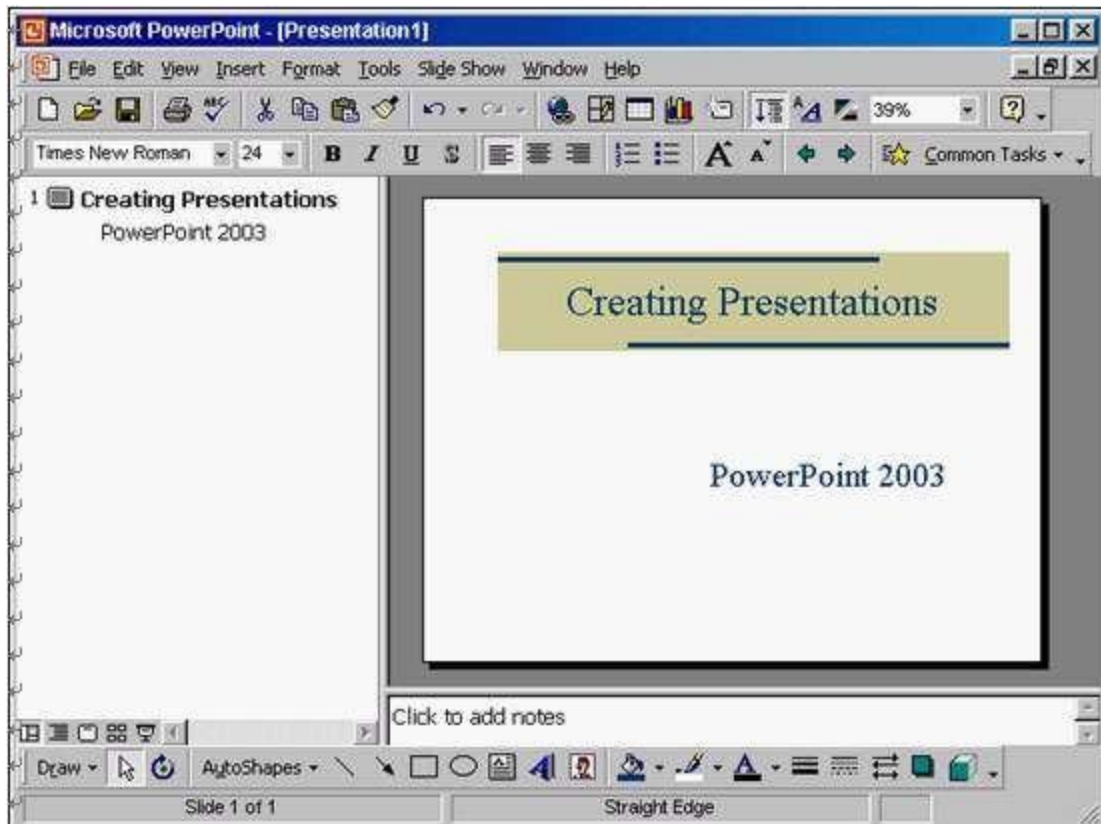 Microsoft PowerPoint - [Presentation1]
File Edit View Insert Format Tools Slide Show Window Help
39%
Times New Roman 24 B I U S A A Common Tasks
1 Creating Presentations
PowerPoint 2003
Creating Presentations
PowerPoint 2003
Click to add notes
Draw AutoShapes
Slide 1 of 1 Straight Edge